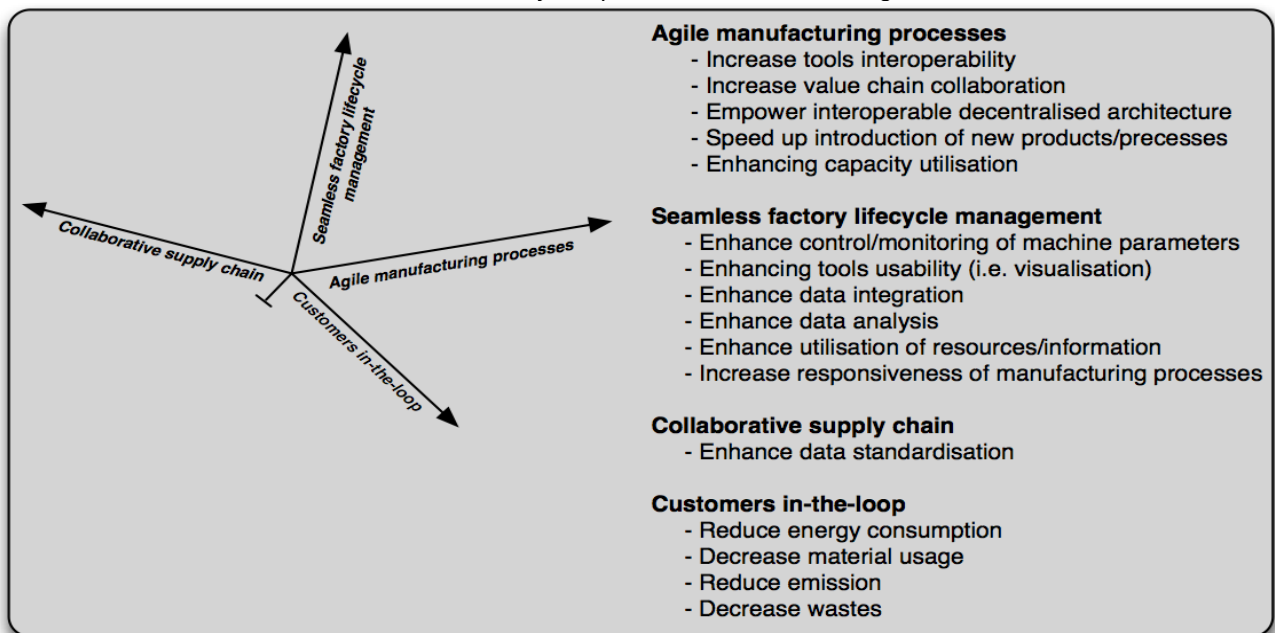 Seamless factory lifecycle
management
Collaborative supply chain
Agile manufacturing processes
Customers in-the-loop
Agile manufacturing processes
- Increase tools interoperability
- Increase value chain collaboration
- Empower interoperable decentralised architecture
- Speed up introduction of new products/precesses
- Enhancing capacity utilisation
Seamless factory lifecycle management
- Enhance control/monitoring of machine parameters
- Enhancing tools usability (i.e. visualisation)
- Enhance data integration
- Enhance data analysis
- Enhance utilisation of resources/information
- Increase responsiveness of manufacturing processes
Collaborative supply chain
- Enhance data standardisation
Customers in-the-loop
- Reduce energy consumption
- Decrease material usage
- Reduce emission
- Decrease wastes